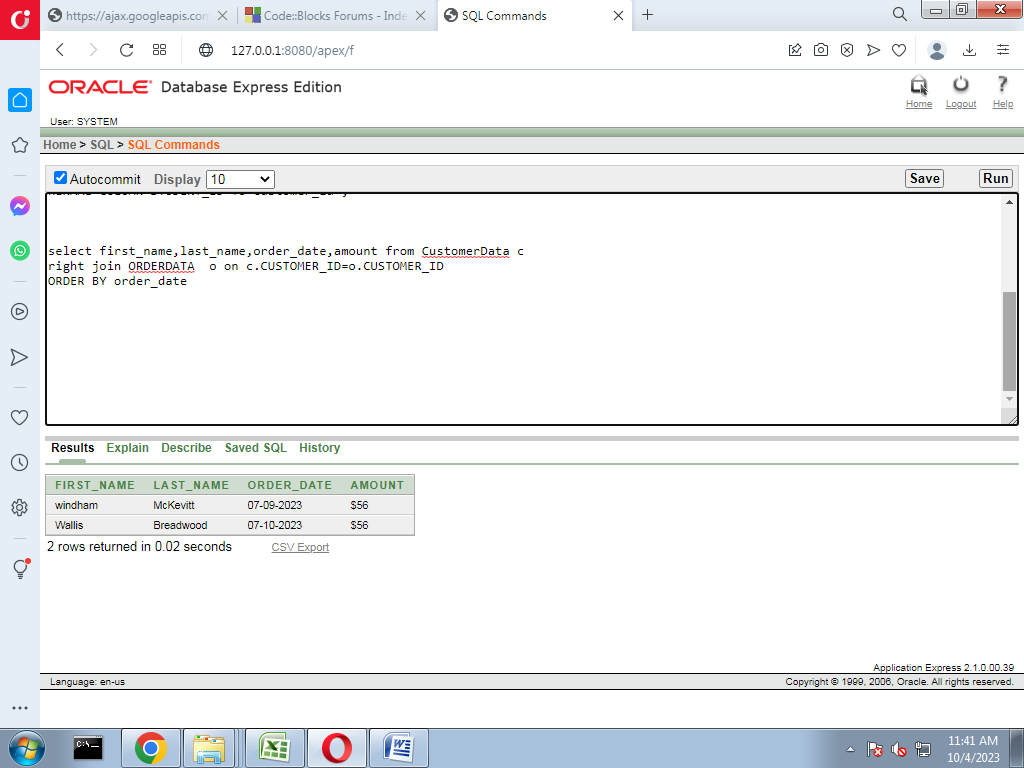 https://ajax.googleapis.com
Code::Blocks Forums - Inde
SQL Commands
127.0.0.1:8080/apex/f
ORACLE Database Express Edition
Home Logout Help
User: SYSTEM
Home > SQL > SQL Commands
Autocommit Display 10 Save Run
select first_name,last_name,order_date,amount from CustomerData c
right join ORDERDATA o on c.CUSTOMER_ID=o.CUSTOMER_ID
ORDER BY order_date
Results Explain Describe Saved SQL History
FIRST_NAME LAST_NAME ORDER_DATE AMOUNT
windham McKevitt 07-09-2023 $56
Wallis Breadwood 07-10-2023 $56
2 rows returned in 0.02 seconds CSV Export
Application Express 2.1.0.00.39
Language: en-us Copyright © 1999, 2006, Oracle. All rights reserved.
C:\_
11:41 AM
10/4/2023